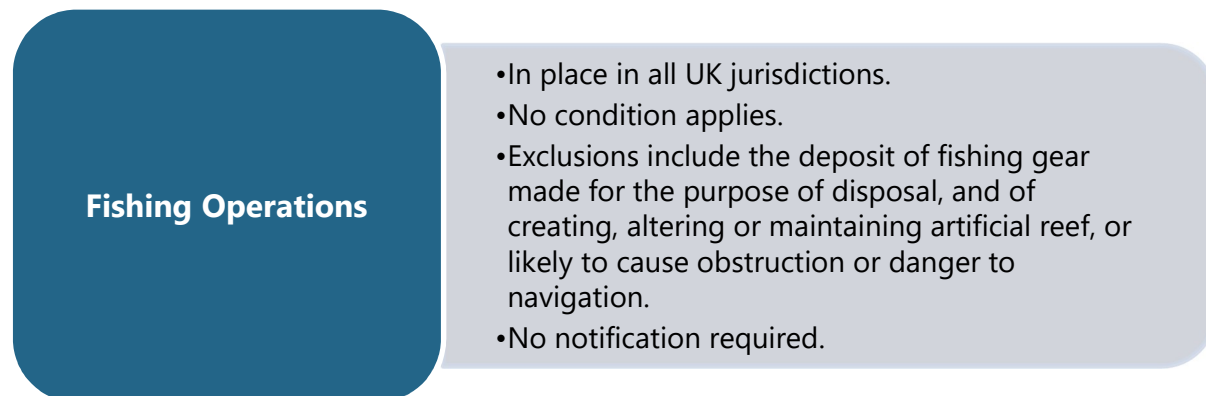 Fishing Operations
•In place in all UK jurisdictions.
•No condition applies.
•Exclusions include the deposit of fishing gear
made for the purpose of disposal, and of
creating, altering or maintaining artificial reef, or
likely to cause obstruction or danger to
navigation.
•No notification required.